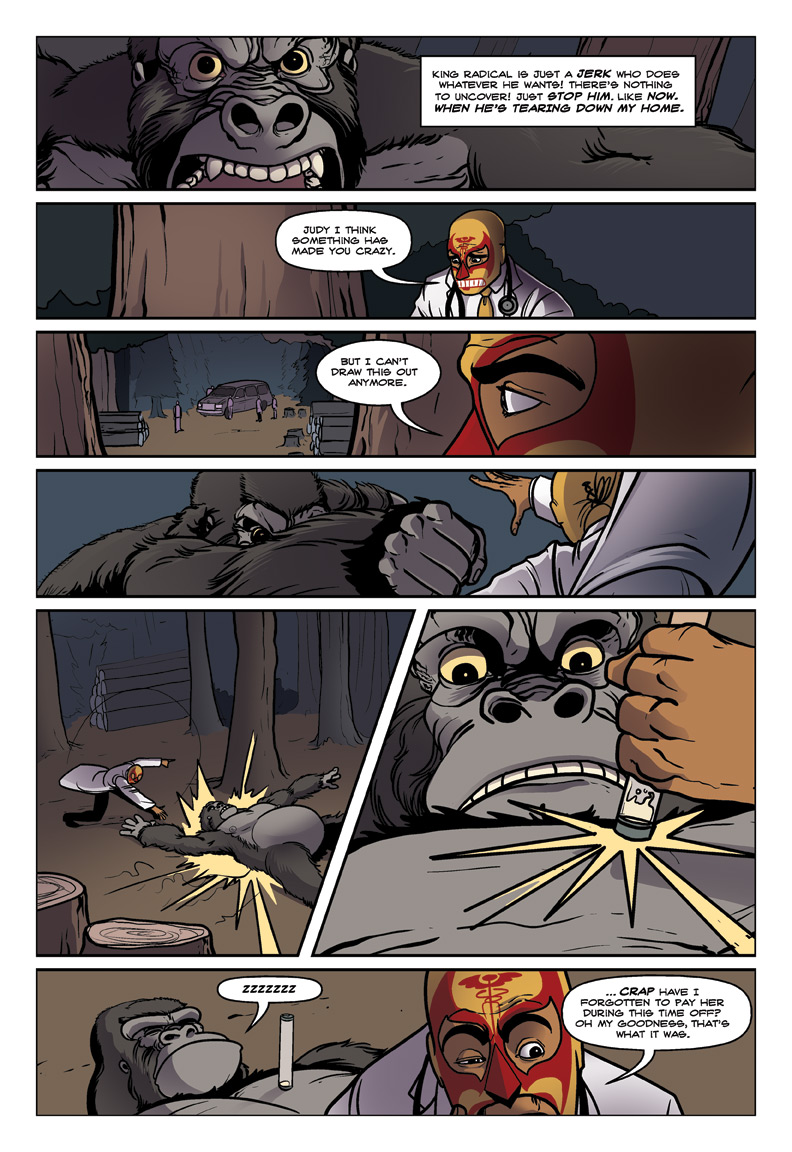 KING RADICAL IS JUST A JERK WHO DOES
WHATEVER HE WANTS! THERE'S NOTHING
TO UNCOVER! JUST STOP HIM. LIKE NOW.
WHEN HE'S TEARING DOWN MY HOME.
JUDY I THINK
SOMETHING HAS
MADE YOU CRAZY.
BUT I CAN'T
DRAW THIS OUT
ANYMORE.
ZZZZZZZ
... CRAP HAVE I
FORGOTTEN TO PAY HER
DURING THIS TIME OFF?
OH MY GOODNESS, THAT'S
WHAT IT WAS.